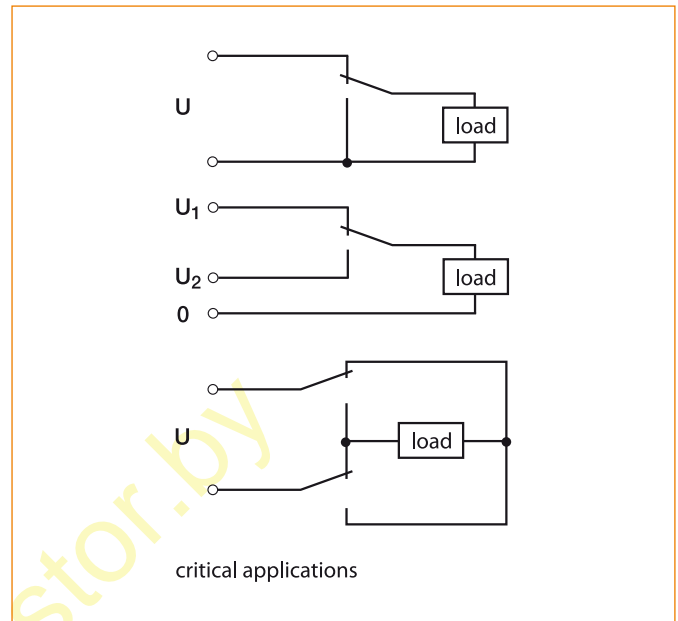 U
load
U₁
U₂
load
0
U
load
critical applications
stor.by